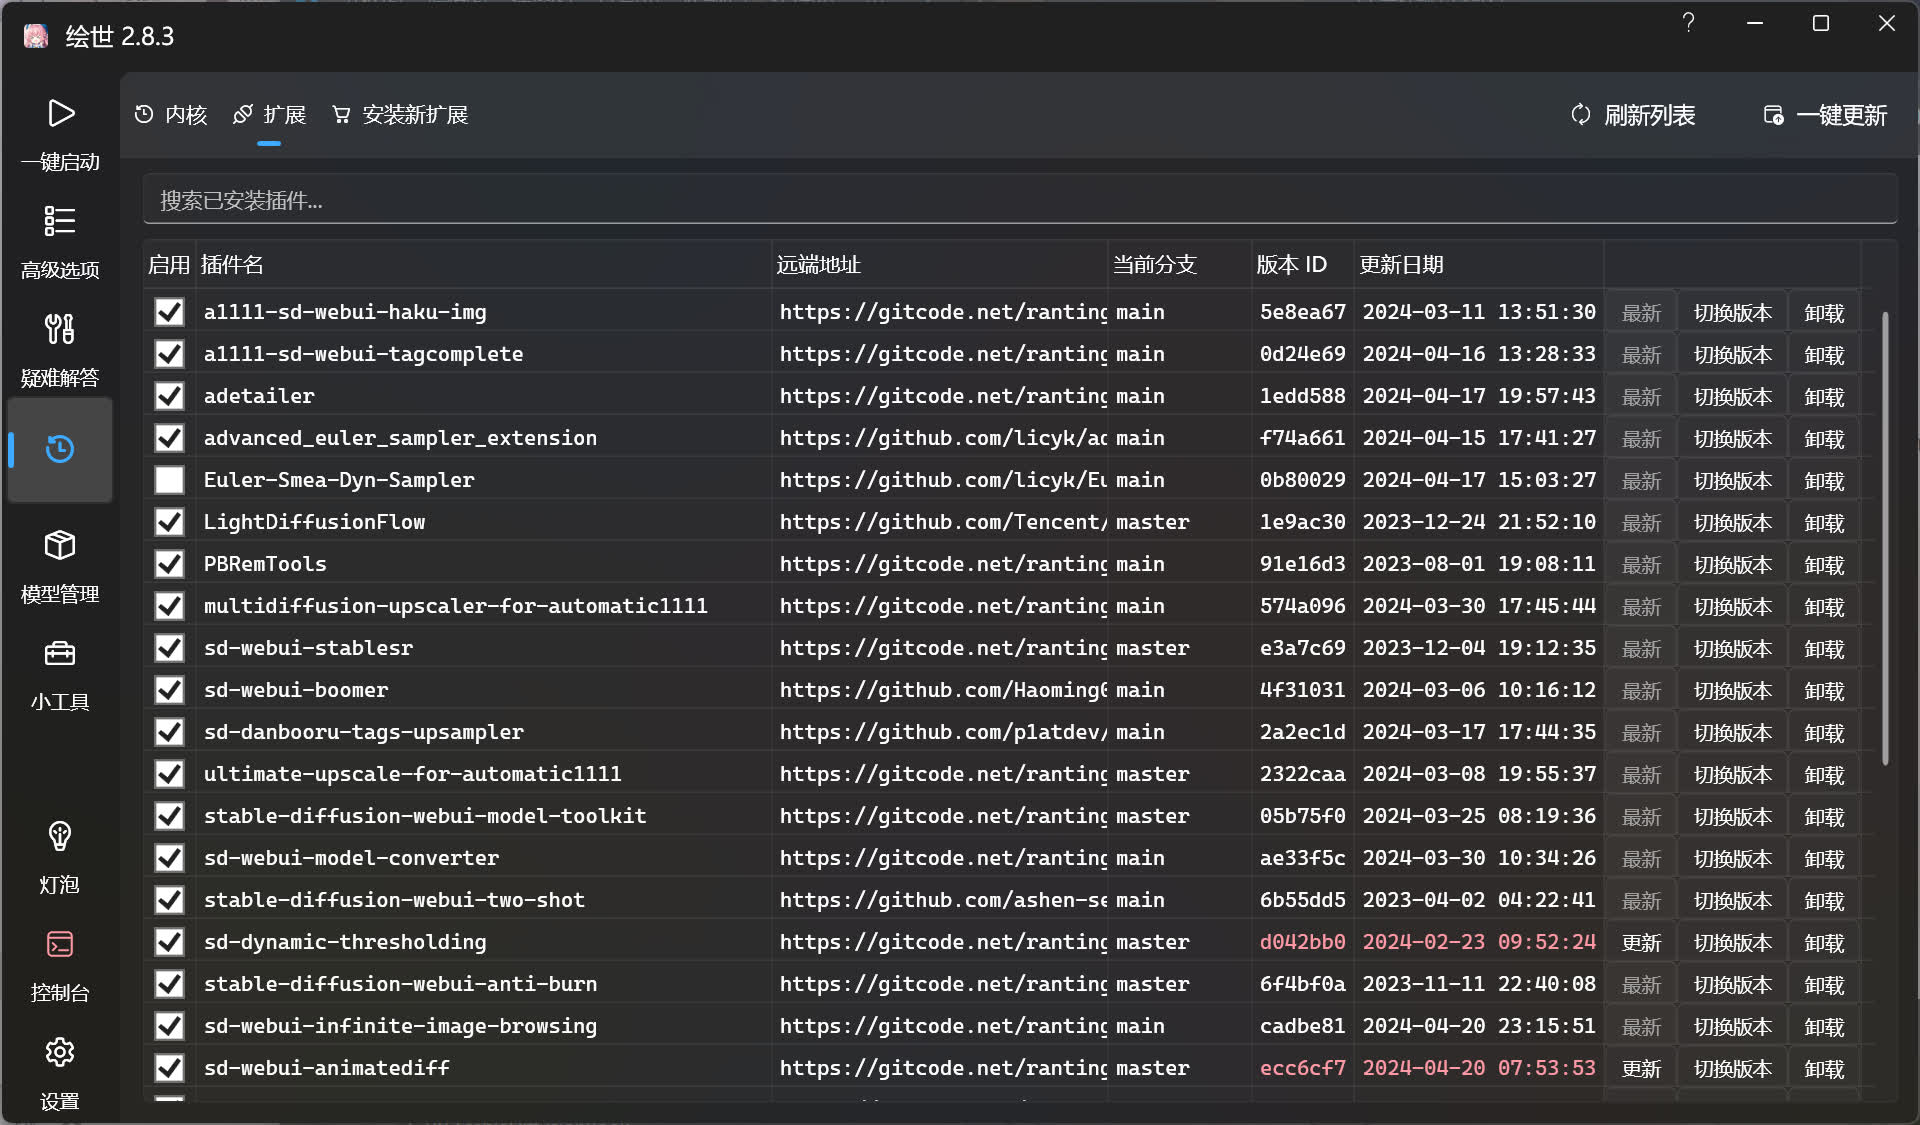 绘世 2.8.3
一键启动
高级选项
疑难解答
模型管理
小工具
灯泡
控制台
设置
内核 扩展 安装新扩展 刷新列表 一键更新
搜索已安装插件...
启用 插件名 远端地址 当前分支 版本 ID 更新日期
a1111-sd-webui-haku-img https://gitcode.net/ranting main 5e8ea67 2024-03-11 13:51:30 最新 切换版本 卸载
a1111-sd-webui-tagcomplete https://gitcode.net/ranting main 0d24e69 2024-04-16 13:28:33 最新 切换版本 卸载
adetailer https://gitcode.net/ranting main 1edd588 2024-04-17 19:57:43 最新 切换版本 卸载
advanced_euler_sampler_extension https://github.com/licyk/ad main f74a661 2024-04-15 17:41:27 最新 切换版本 卸载
Euler-Smea-Dyn-Sampler https://github.com/licyk/Eu main 0b80029 2024-04-17 15:03:27 最新 切换版本 卸载
LightDiffusionFlow https://github.com/Tencent/ master 1e9ac30 2023-12-24 21:52:10 最新 切换版本 卸载
PBRemTools https://gitcode.net/ranting main 91e16d3 2023-08-01 19:08:11 最新 切换版本 卸载
multidiffusion-upscaler-for-automatic1111 https://gitcode.net/ranting main 574a096 2024-03-30 17:45:44 最新 切换版本 卸载
sd-webui-stablesr https://gitcode.net/ranting master e3a7c69 2023-12-04 19:12:35 最新 切换版本 卸载
sd-webui-boomer https://github.com/Haoming0 main 4f31031 2024-03-06 10:16:12 最新 切换版本 卸载
sd-danbooru-tags-upsampler https://github.com/p1atdev/ main 2a2ec1d 2024-03-17 17:44:35 最新 切换版本 卸载
ultimate-upscale-for-automatic1111 https://gitcode.net/ranting master 2322caa 2024-03-08 19:55:37 最新 切换版本 卸载
stable-diffusion-webui-model-toolkit https://gitcode.net/ranting master 05b75f0 2024-03-25 08:19:36 最新 切换版本 卸载
sd-webui-model-converter https://gitcode.net/ranting main ae33f5c 2024-03-30 10:34:26 最新 切换版本 卸载
stable-diffusion-webui-two-shot https://github.com/ashen-se main 6b55dd5 2023-04-02 04:22:41 最新 切换版本 卸载
sd-dynamic-thresholding https://gitcode.net/ranting master d042bb0 2024-02-23 09:52:24 更新 切换版本 卸载
stable-diffusion-webui-anti-burn https://gitcode.net/ranting master 6f4bf0a 2023-11-11 22:40:08 最新 切换版本 卸载
sd-webui-infinite-image-browsing https://gitcode.net/ranting main cadbe81 2024-04-20 23:15:51 最新 切换版本 卸载
sd-webui-animatediff https://gitcode.net/ranting master ecc6cf7 2024-04-20 07:53:53 更新 切换版本 卸载